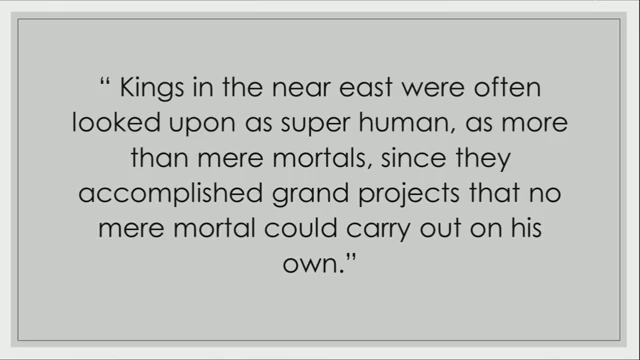 “ Kings in the near east were often
looked upon as super human, as more
than mere mortals, since they
accomplished grand projects that no
mere mortal could carry out on his
own.”